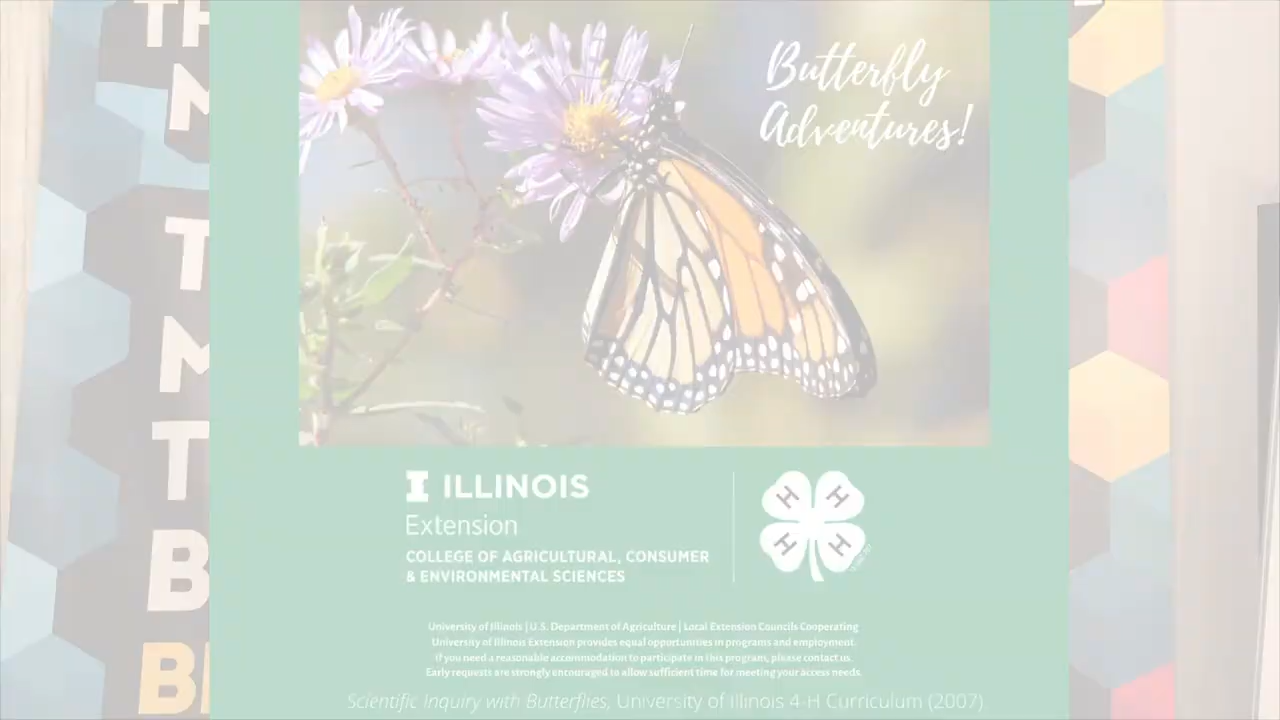 TH
M
T
M
T
B
BE
Butterfly
Adventures!
I ILLINOIS
Extension
COLLEGE OF AGRICULTURAL, CONSUMER
& ENVIRONMENTAL SCIENCES
H H
H H
University of Illinois | U.S. Department of Agriculture | Local Extension Councils Cooperating
University of Illinois Extension provides equal opportunities in programs and employment.
If you need a reasonable accommodation to participate in this program, please contact us.
Early requests are strongly encouraged to allow sufficient time for meeting your access needs.
Scientific Inquiry with Butterflies, University of Illinois 4-H Curriculum (2007)